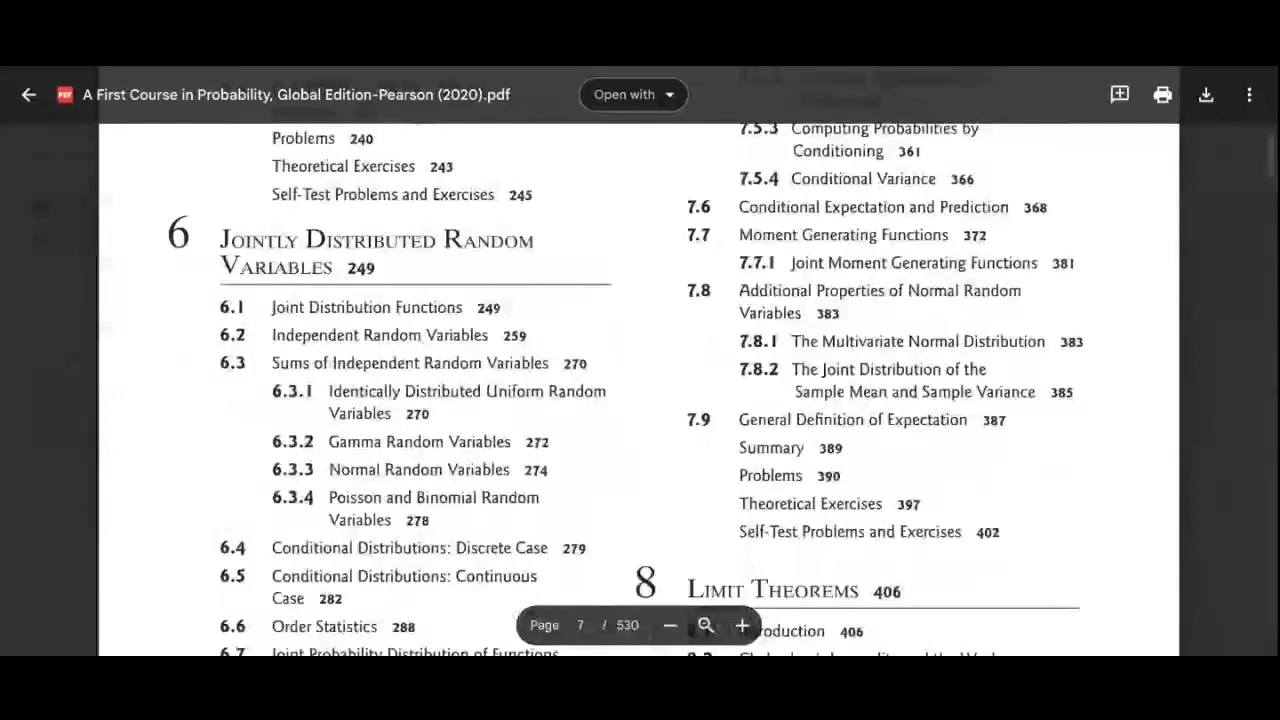 A First Course in Probability, Global Edition-Pearson (2020).pdf
Open with
Problems 240
Theoretical Exercises 243
Self-Test Problems and Exercises 245
6 JOINTLY DISTRIBUTED RANDOM
VARIABLES 249
6.1 Joint Distribution Functions 249
6.2 Independent Random Variables 259
6.3 Sums of Independent Random Variables 270
6.3.1 Identically Distributed Uniform Random
Variables 270
6.3.2 Gamma Random Variables 272
6.3.3 Normal Random Variables 274
6.3.4 Poisson and Binomial Random
Variables 278
6.4 Conditional Distributions: Discrete Case 279
6.5 Conditional Distributions: Continuous
Case 282
6.6 Order Statistics 288
6.7 Joint Probability Distribution of Functions
7.5.3 Computing Probabilities by
Conditioning 361
7.5.4 Conditional Variance 366
7.6 Conditional Expectation and Prediction 368
7.7 Moment Generating Functions 372
7.7.1 Joint Moment Generating Functions 381
7.8 Additional Properties of Normal Random
Variables 383
7.8.1 The Multivariate Normal Distribution 383
7.8.2 The Joint Distribution of the
Sample Mean and Sample Variance 385
7.9 General Definition of Expectation 387
Summary 389
Problems 390
Theoretical Exercises 397
Self-Test Problems and Exercises 402
8 LIMIT THEOREMS 406
406
Page 7 / 530